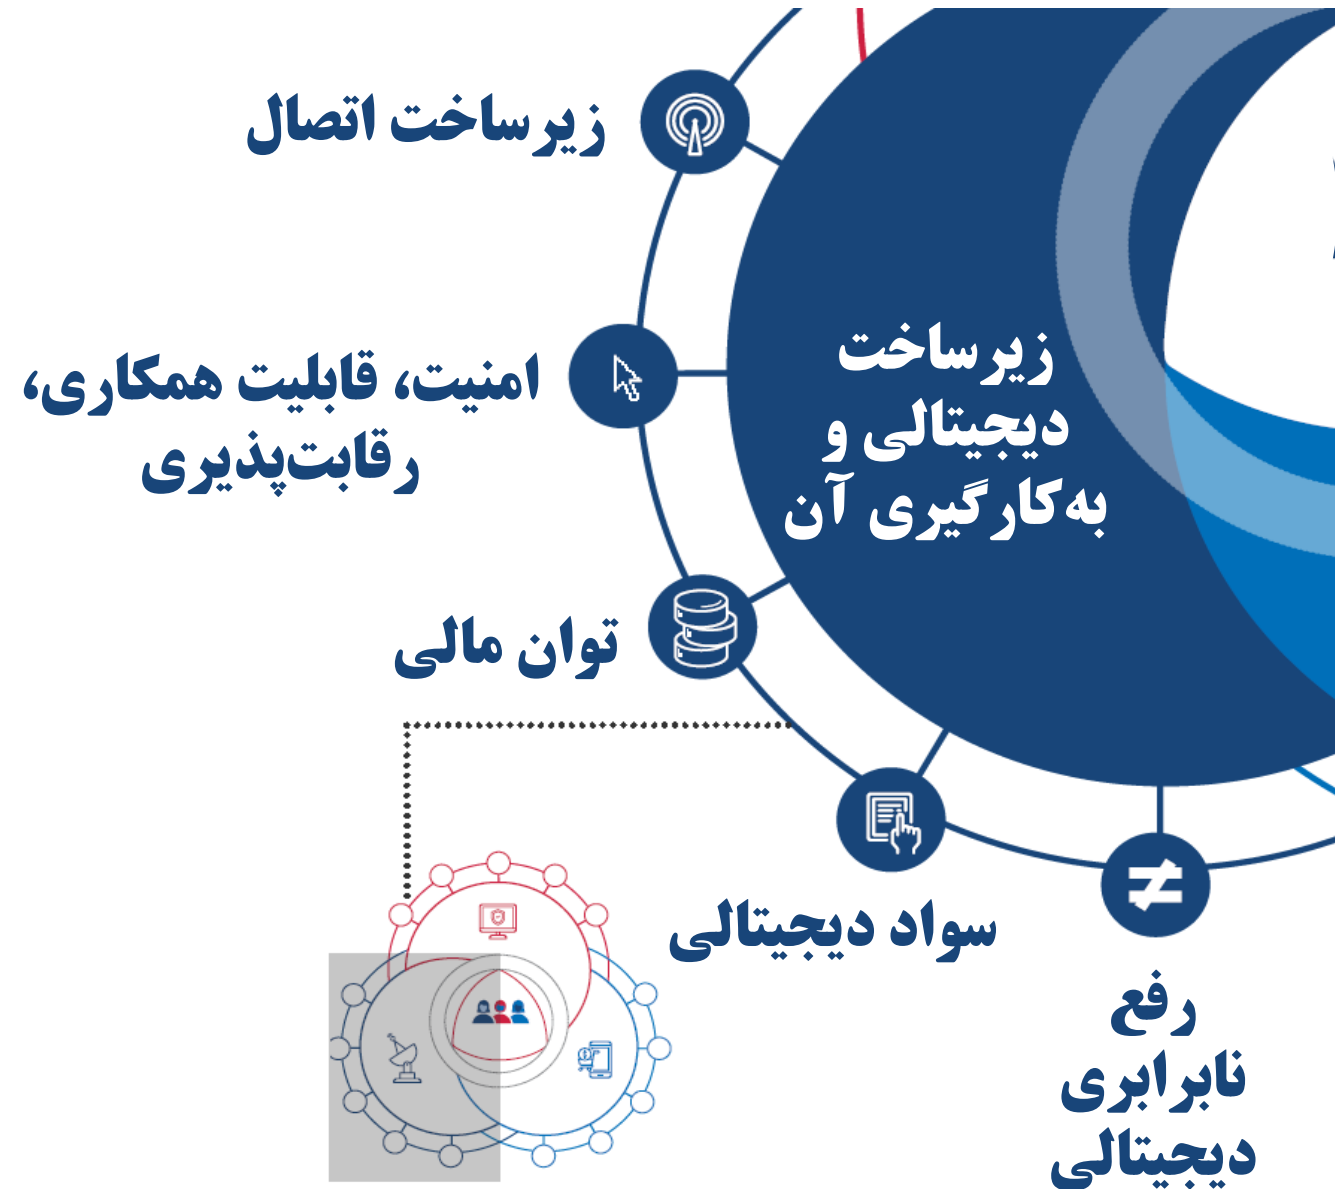 زیرساخت اتصال
زیرساخت
دیجیتالی و
به‌کارگیری آن
امنیت، قابلیت همکاری،
رقابت‌پذیری
توان مالی
سواد دیجیتالی
رفع
نابرابری
دیجیتالی